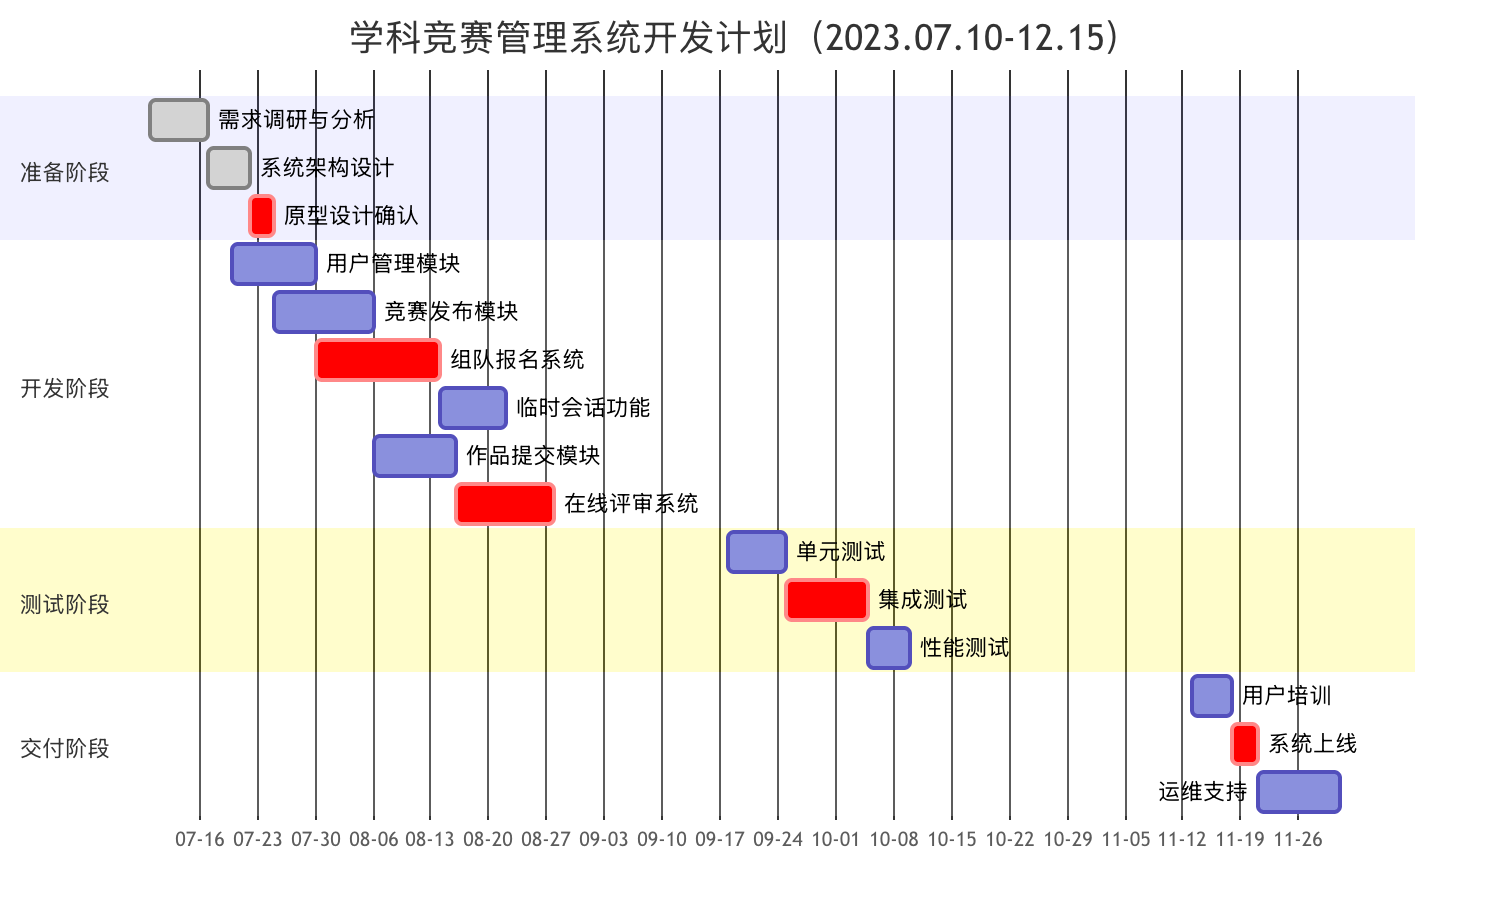 学科竞赛管理系统开发计划（2023.07.10-12.15）
准备阶段
需求调研与分析
系统架构设计
原型设计确认
开发阶段
用户管理模块
竞赛发布模块
组队报名系统
临时会话功能
作品提交模块
在线评审系统
测试阶段
单元测试
集成测试
性能测试
交付阶段
用户培训
系统上线
运维支持
07-16 07-23 07-30 08-06 08-13 08-20 08-27 09-03 09-10 09-17 09-24 10-01 10-08 10-15 10-22 10-29 11-05 11-12 11-19 11-26